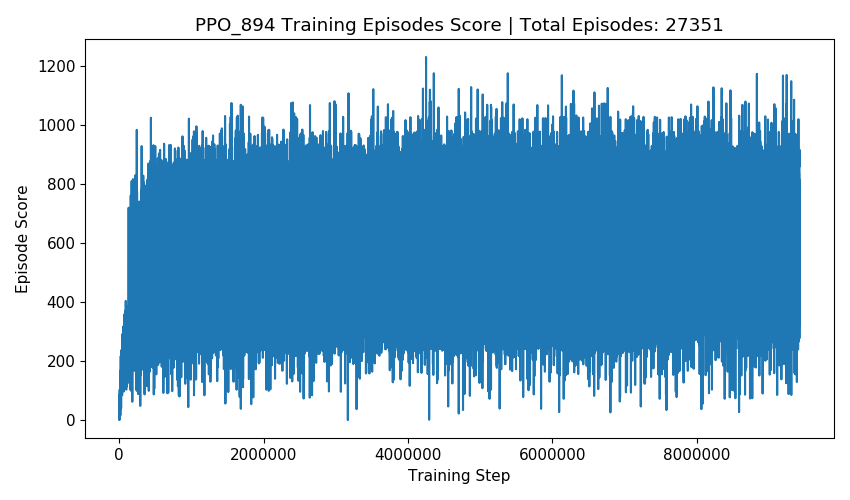 PPO_894 Training Episodes Score | Total Episodes: 27351
1200
1000
800
600
400
200
0
Episode Score
0 2000000 4000000 6000000 8000000
Training Step